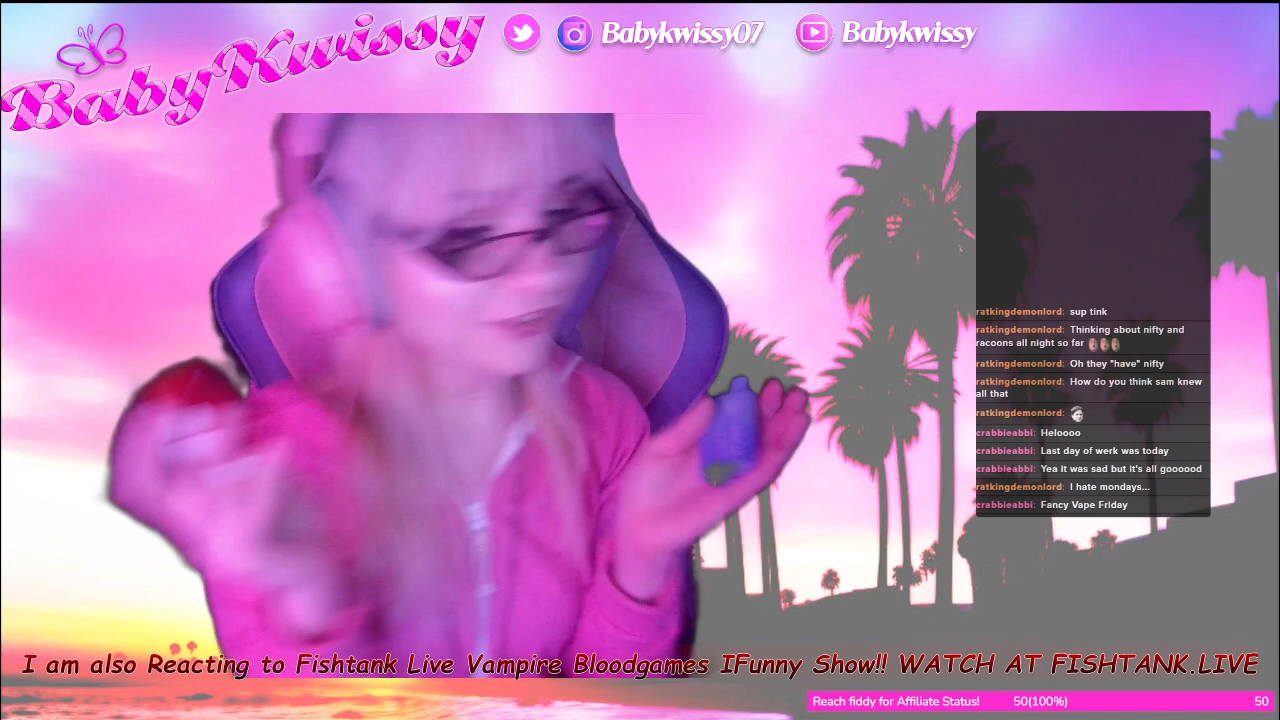 BabyKwissy
Babykwissy07
Babykwissy
ratkingdemonlord: sup tink
ratkingdemonlord: Thinking about nifty and
racoons all night so far
ratkingdemonlord: Oh they "have" nifty
ratkingdemonlord: How do you think sam knew
all that
ratkingdemonlord:
crabbieabbi: Heloooo
crabbieabbi: Last day of werk was today
crabbieabbi: Yea it was sad but it's all goooood
ratkingdemonlord: I hate mondays...
crabbieabbi: Fancy Vape Friday
I am also Reacting to Fishtank Live Vampire Bloodgames IFunny Show!! WATCH AT FISHTANK.LIVE
Reach fiddy for Affiliate Status! 50(100%) 50